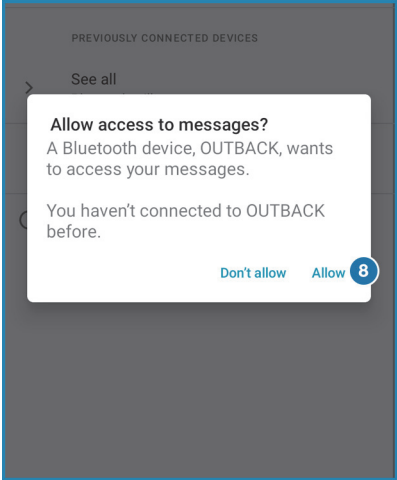 PREVIOUSLY CONNECTED DEVICES
See all
Allow access to messages?
A Bluetooth device, OUTBACK, wants
to access your messages.
You haven't connected to OUTBACK
before.
Don't allow Allow 8